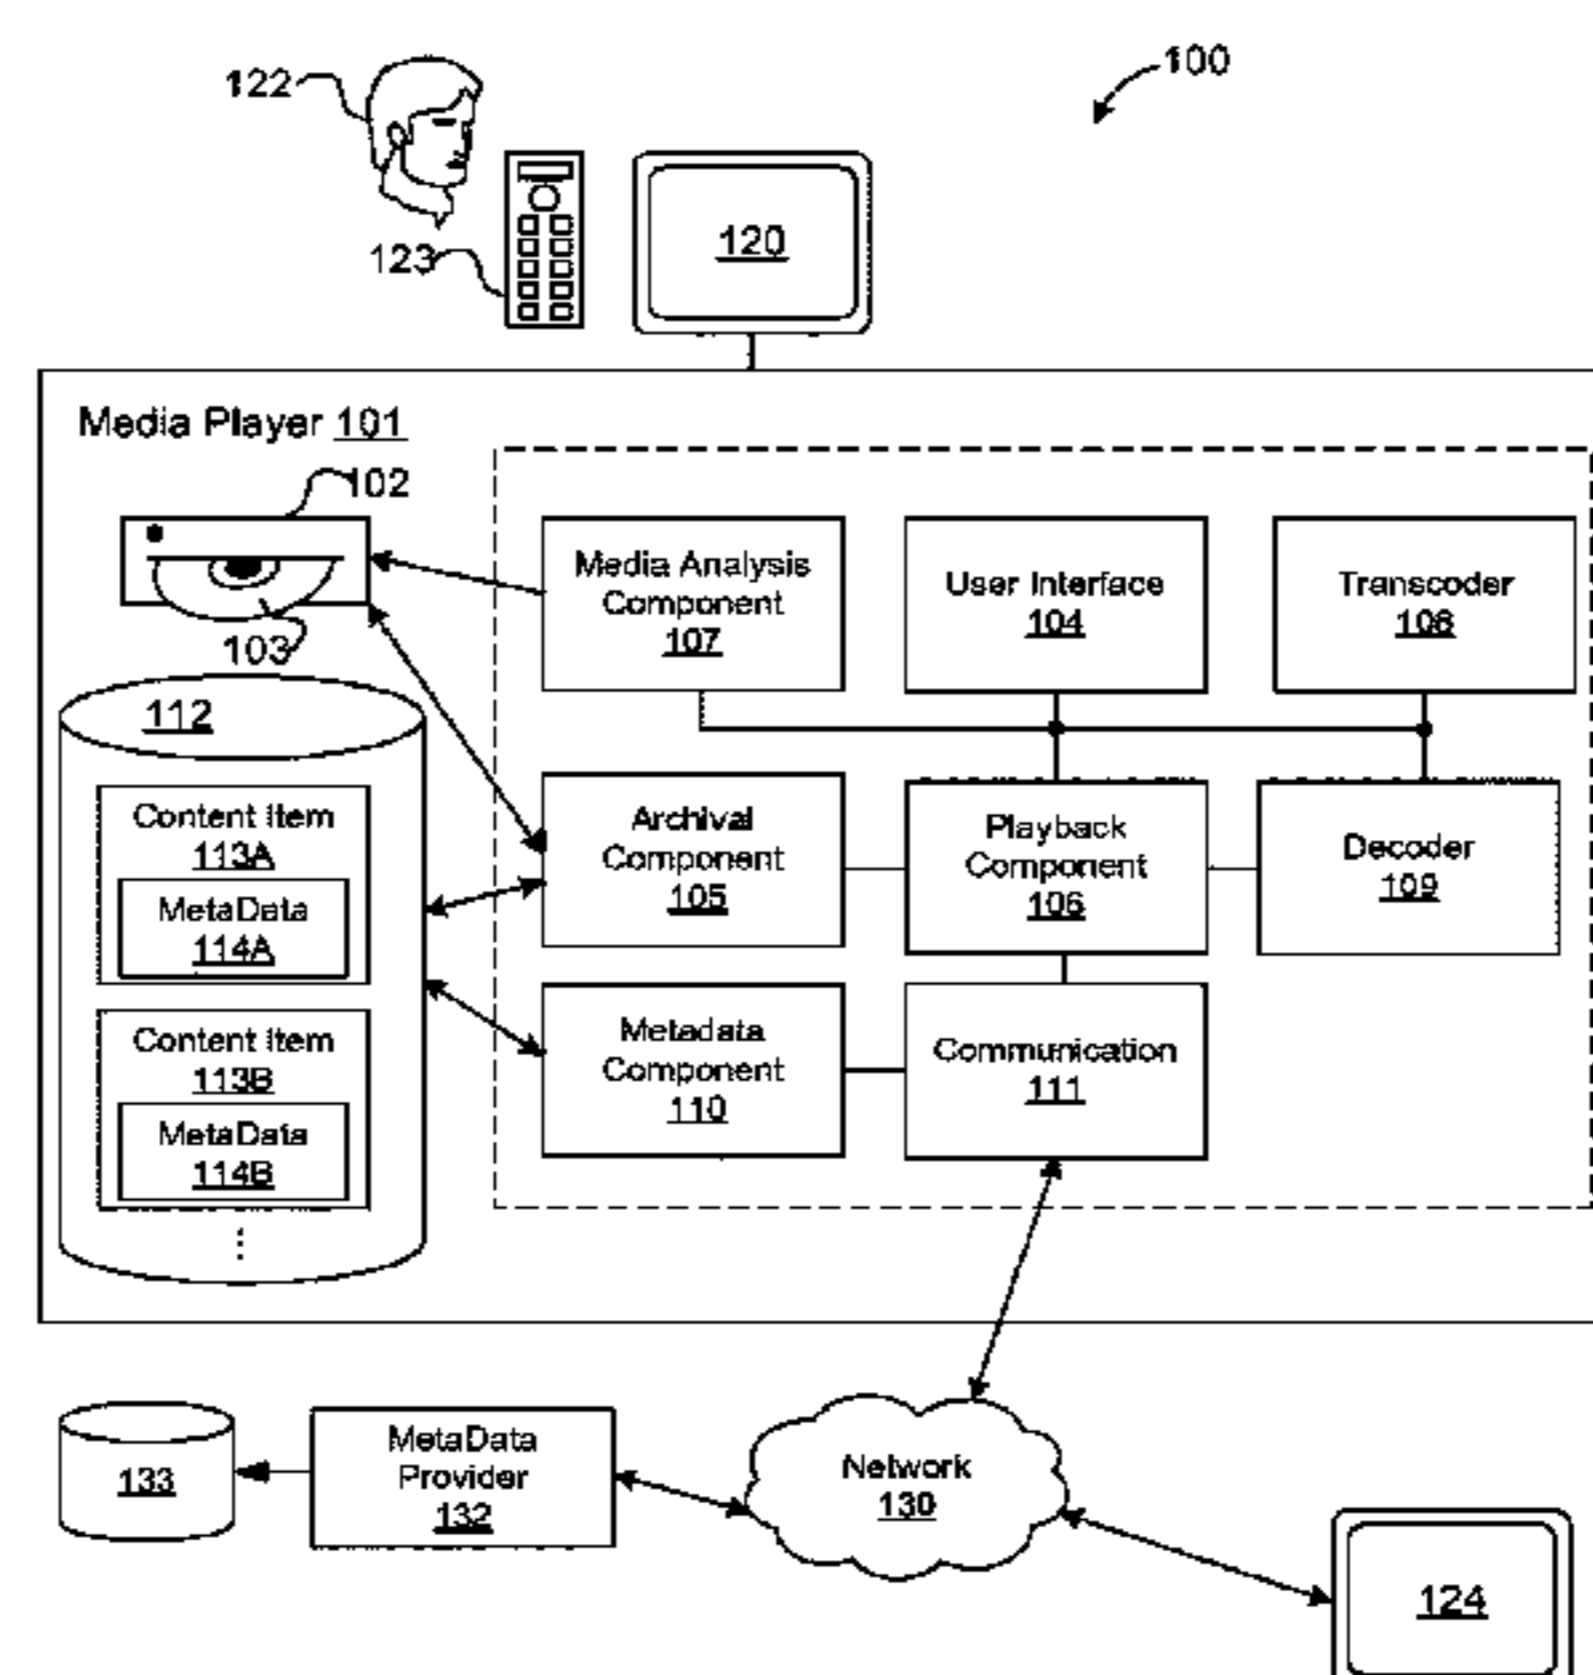 100
122
123
120
Media Player 101
102
103
Media Analysis
Component
107
User Interface
104
Transcoder
108
112
Content Item
113A
MetaData
114A
Content Item
113B
MetaData
114B
⋮
Archival
Component
105
Playback
Component
106
Decoder
109
Metadata
Component
110
Communication
111
133
MetaData
Provider
132
Network
130
124